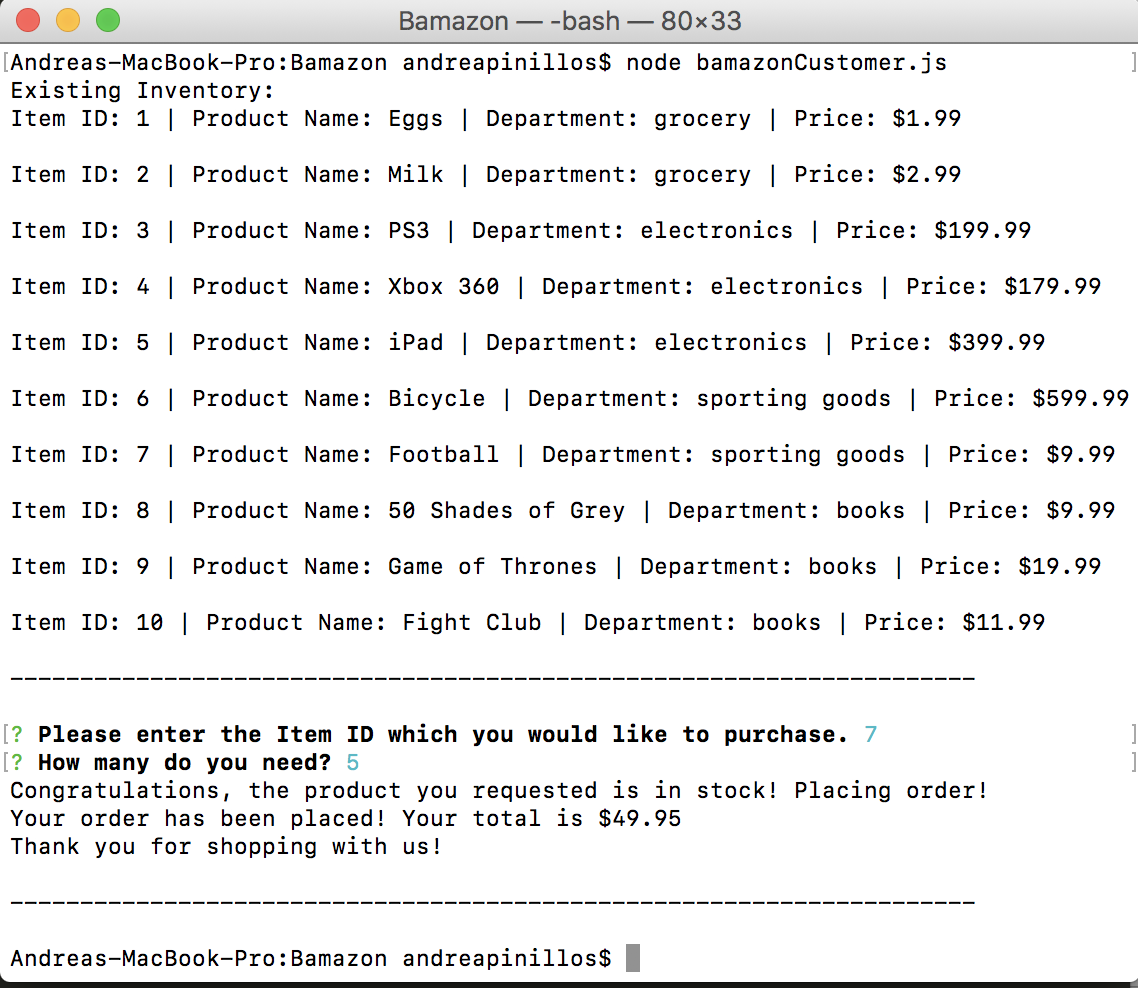 Bamazon — -bash — 80×33
[Andreas-MacBook-Pro:Bamazon andreapinillos$ node bamazonCustomer.js ]
Existing Inventory:
Item ID: 1 | Product Name: Eggs | Department: grocery | Price: $1.99
Item ID: 2 | Product Name: Milk | Department: grocery | Price: $2.99
Item ID: 3 | Product Name: PS3 | Department: electronics | Price: $199.99
Item ID: 4 | Product Name: Xbox 360 | Department: electronics | Price: $179.99
Item ID: 5 | Product Name: iPad | Department: electronics | Price: $399.99
Item ID: 6 | Product Name: Bicycle | Department: sporting goods | Price: $599.99
Item ID: 7 | Product Name: Football | Department: sporting goods | Price: $9.99
Item ID: 8 | Product Name: 50 Shades of Grey | Department: books | Price: $9.99
Item ID: 9 | Product Name: Game of Thrones | Department: books | Price: $19.99
Item ID: 10 | Product Name: Fight Club | Department: books | Price: $11.99
---------------------------------------------------------------------
[? Please enter the Item ID which you would like to purchase. 7 ]
[? How many do you need? 5 ]
Congratulations, the product you requested is in stock! Placing order!
Your order has been placed! Your total is $49.95
Thank you for shopping with us!
---------------------------------------------------------------------
Andreas-MacBook-Pro:Bamazon andreapinillos$